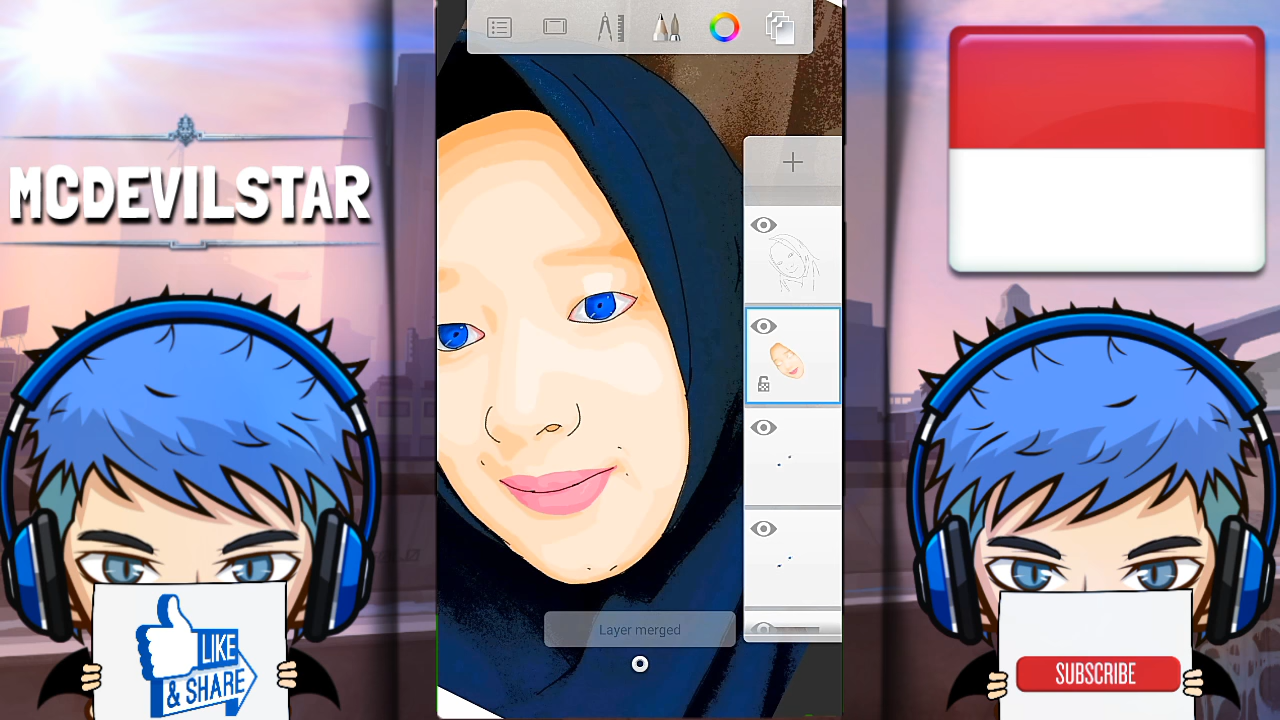 MCDEVILSTAR
Layer merged
LIKE
& SHARE
SUBSCRIBE